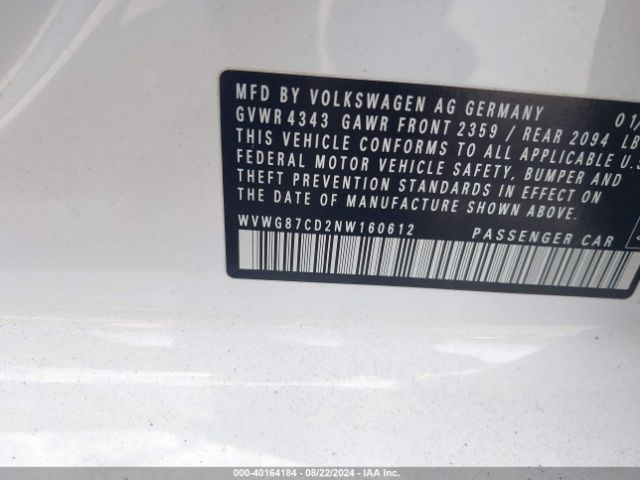 MFD BY VOLKSWAGEN AG GERMANY 01/
GVWR 4343 GAWR FRONT 2359 / REAR 2094 LB
THIS VEHICLE CONFORMS TO ALL APPLICABLE U.S
FEDERAL MOTOR VEHICLE SAFETY, BUMPER AND
THEFT PREVENTION STANDARDS IN EFFECT ON
THE DATE OF MANUFACTURE SHOWN ABOVE.
WVWG87CD2NW160612 PASSENGER CAR
000-40164184 - 08/22/2024 - IAA Inc.